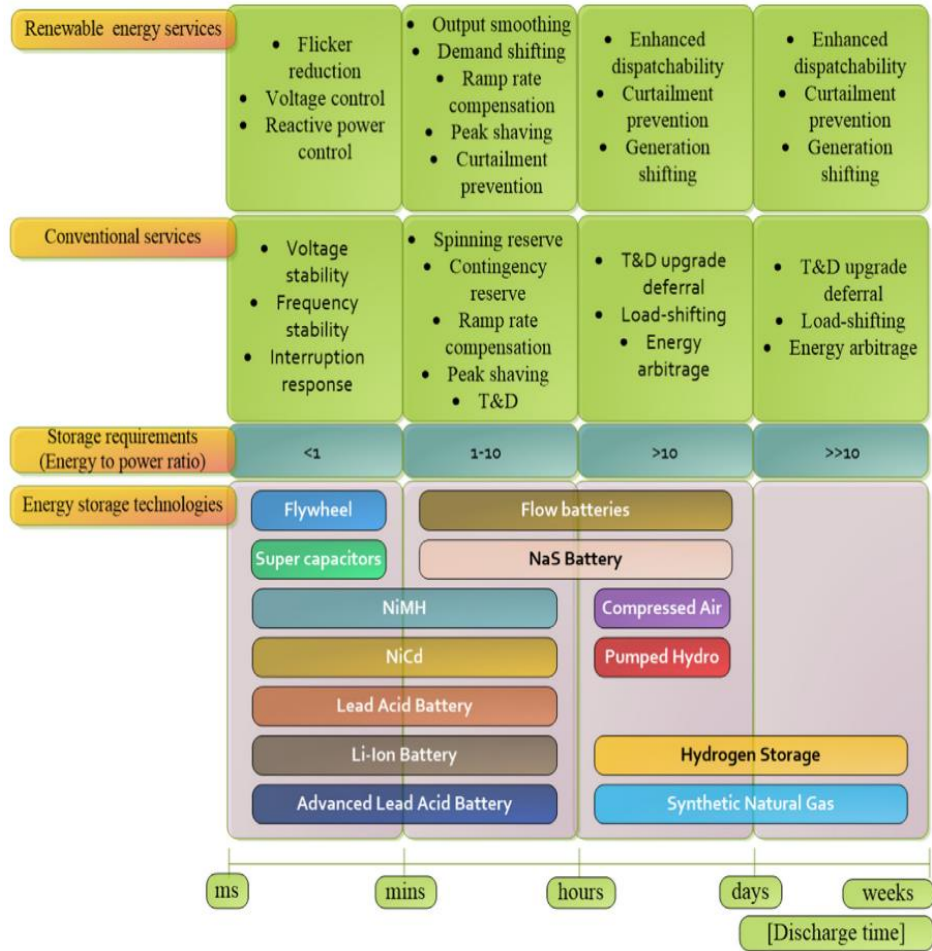 Renewable energy services
• Flicker
reduction
• Voltage control
• Reactive power
control
• Output smoothing
• Demand shifting
• Ramp rate
compensation
• Peak shaving
• Curtailment
prevention
• Enhanced
dispatchability
• Curtailment
prevention
• Generation
shifting
• Enhanced
dispatchability
• Curtailment
prevention
• Generation
shifting
Conventional services
• Voltage
stability
• Frequency
stability
• Interruption
response
• Spinning reserve
• Contingency
reserve
• Ramp rate
compensation
• Peak shaving
• T&D
• T&D upgrade
deferral
• Load-shifting
• Energy
arbitrage
• T&D upgrade
deferral
• Load-shifting
• Energy arbitrage
Storage requirements
(Energy to power ratio)
<1
1-10
>10
>>10
Energy storage technologies
Flywheel
Flow batteries
Super capacitors
NaS Battery
NiMH
Compressed Air
NiCd
Pumped Hydro
Lead Acid Battery
Li-Ion Battery
Hydrogen Storage
Advanced Lead Acid Battery
Synthetic Natural Gas
ms
mins
hours
days
weeks
[Discharge time]